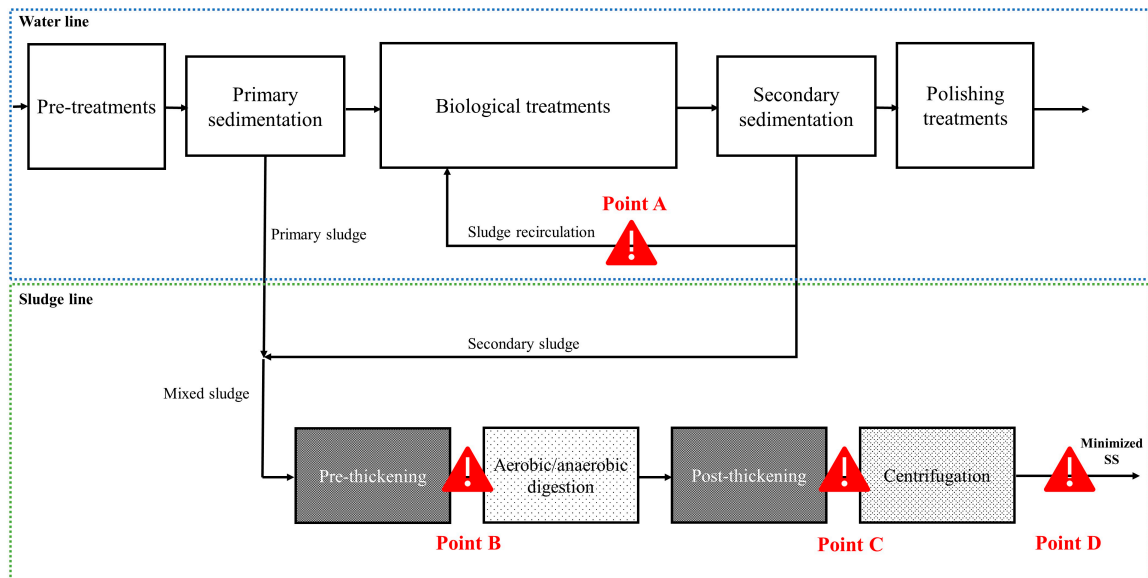 Water line
Pre-treatments
Primary
sedimentation
Biological treatments
Secondary
sedimentation
Polishing
treatments
Point A
Sludge recirculation
Primary sludge
Sludge line
Secondary sludge
Mixed sludge
Pre-thickening
Aerobic/anaerobic
digestion
Post-thickening
Centrifugation
Minimized
SS
Point B
Point C
Point D